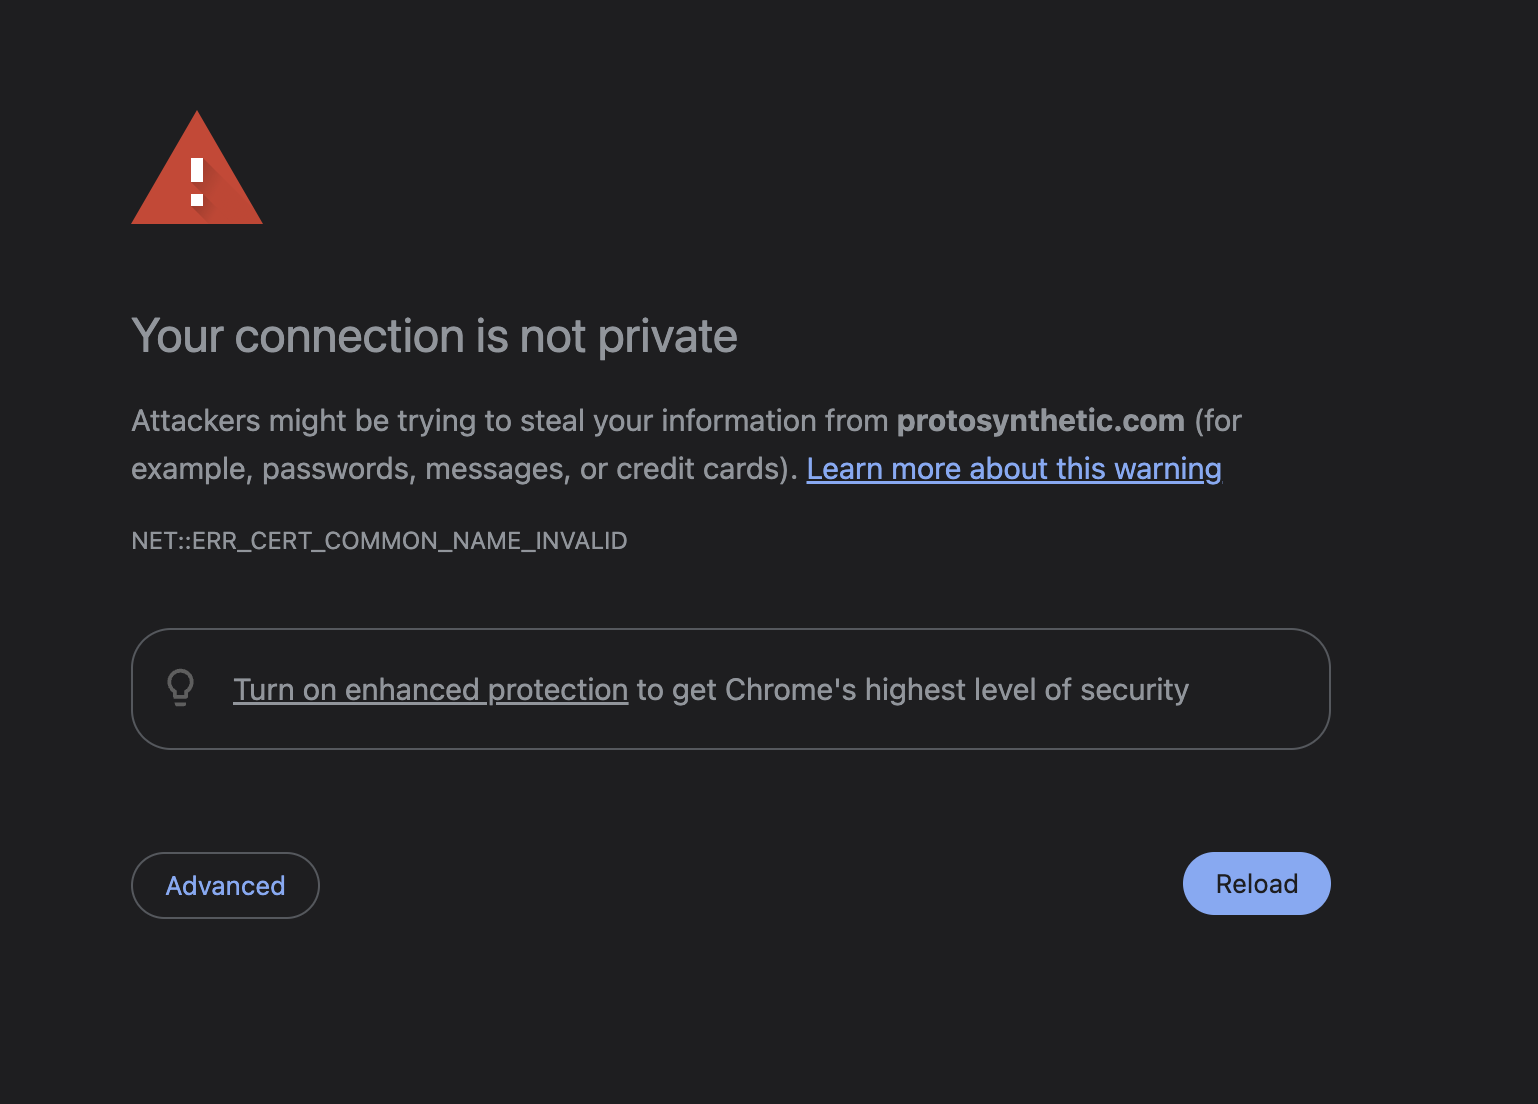 Your connection is not private
Attackers might be trying to steal your information from protosynthetic.com (for
example, passwords, messages, or credit cards). Learn more about this warning
NET::ERR_CERT_COMMON_NAME_INVALID
Turn on enhanced protection to get Chrome's highest level of security
Advanced
Reload